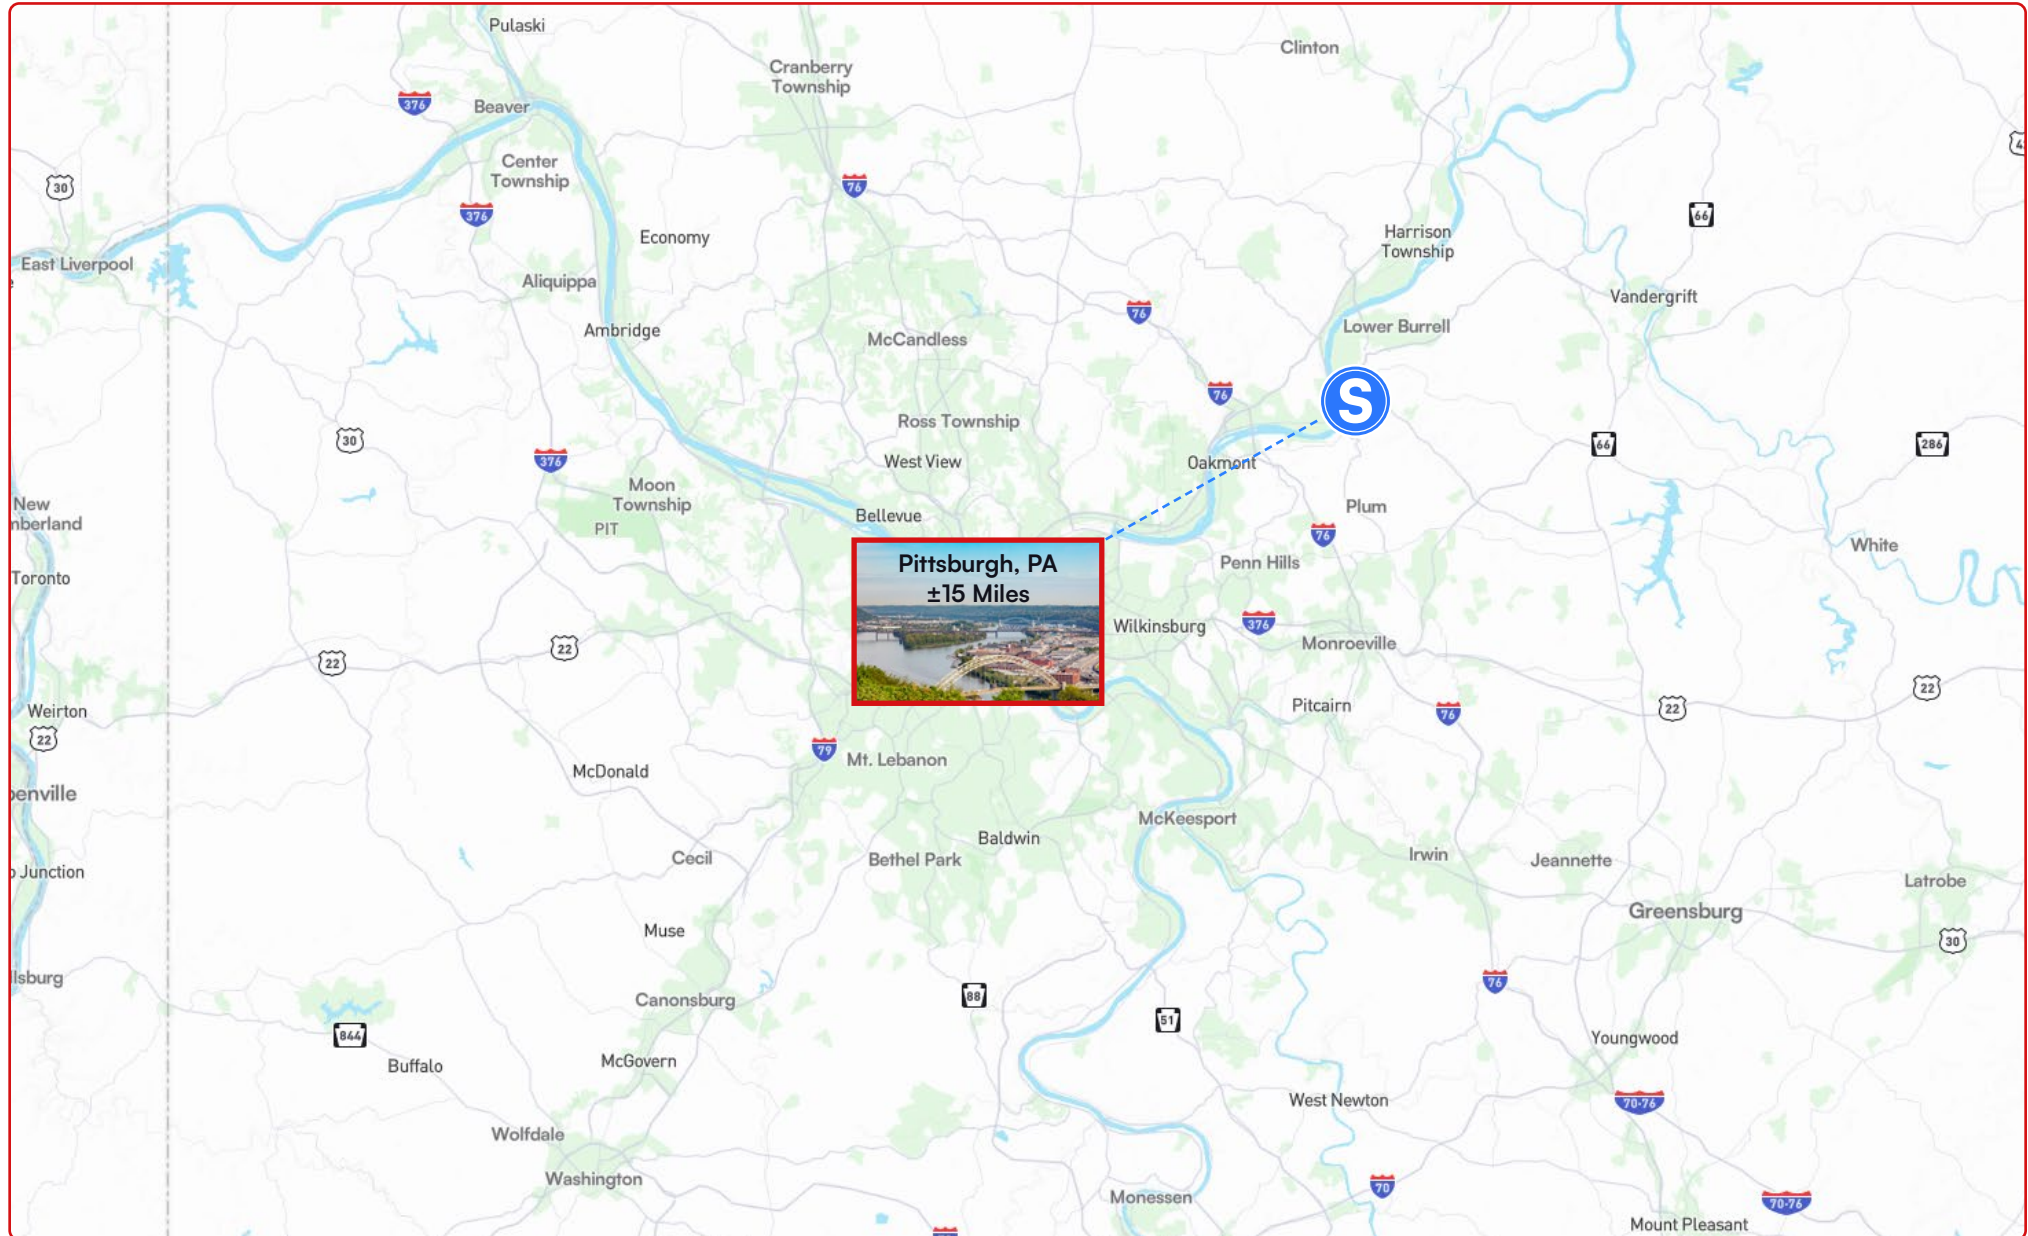 Pulaski
Clinton
Cranberry
Township
376
Beaver
Center
Township
30
76
66
376
Economy
Harrison
Township
East Liverpool
Aliquippa
Vandergrift
76
Ambridge
McCandless
Lower Burrell
76
S
Ross Township
30
376
West View
Oakmont
66
286
Moon
Township
PIT
New
nberland
Bellevue
Plum
76
White
Pittsburgh, PA
±15 Miles
Penn Hills
Toronto
Wilkinsburg
376
Monroeville
22
22
Weirton
22
Pitcairn
76
22
22
79
Mt. Lebanon
McDonald
benville
McKeesport
Baldwin
Cecil
Bethel Park
Irwin
Jeannette
Junction
Latrobe
Greensburg
Muse
30
lsburg
Canonsburg
88
51
76
844
Buffalo
McGovern
Youngwood
West Newton
70-76
Wolfdale
Washington
Monessen
70
70-76
Mount Pleasant